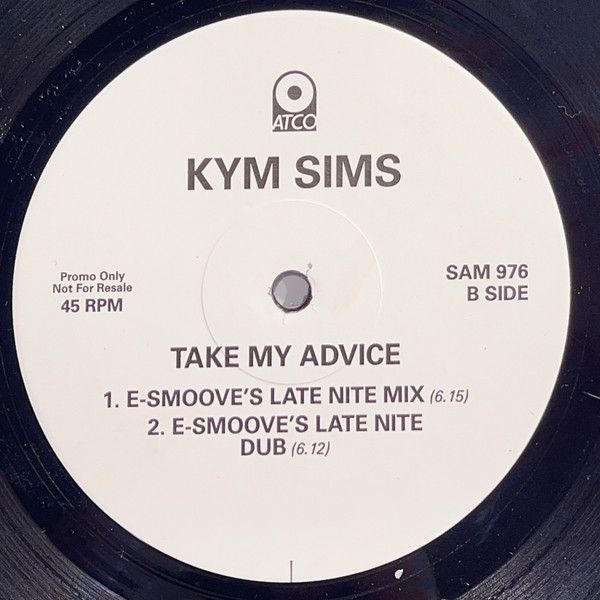 ATCO
KYM SIMS
Promo Only
Not For Resale
45 RPM
SAM 976
B SIDE
TAKE MY ADVICE
1. E-SMOOVE'S LATE NITE MIX (6.15)
2. E-SMOOVE'S LATE NITE
DUB (6.12)